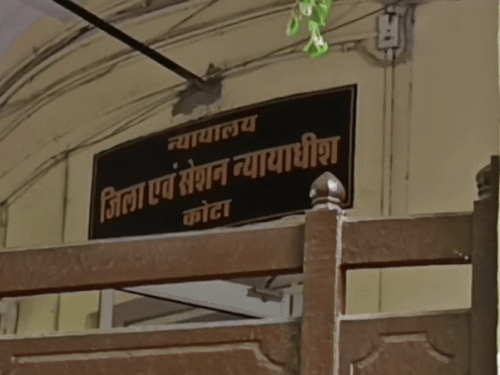 न्यायालय
जिला एवं सेशन न्यायाधीश
कोटा